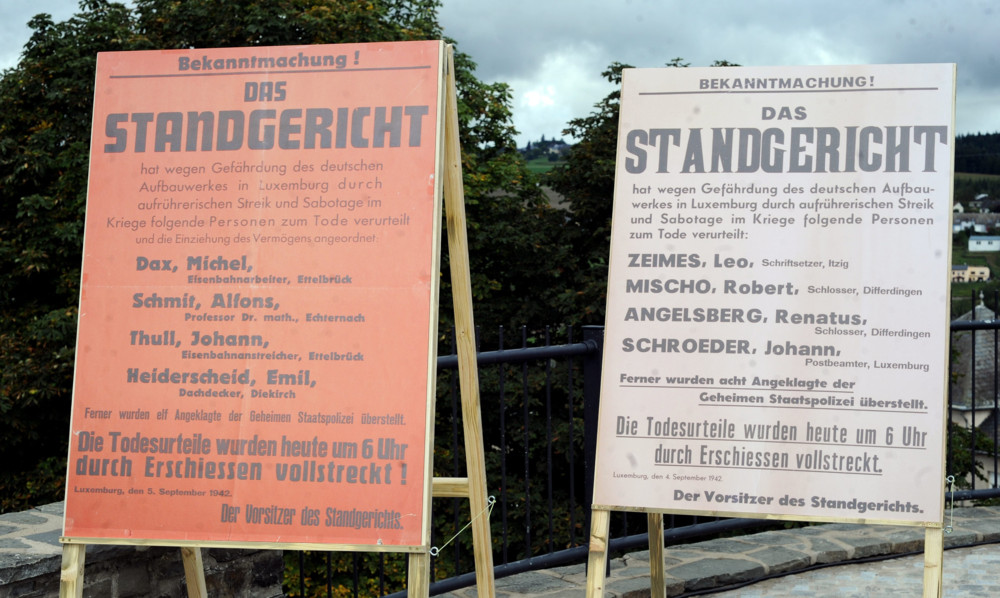 Bekanntmachung!
DAS
STANDGERICHT
hat wegen Gefährdung des deutschen
Aufbauwerkes in Luxemburg durch
aufrührerischen Streik und Sabotage im
Kriege folgende Personen zum Tode verurteilt
und die Einziehung des Vermögens angeordnet
Dax, Michel,
Eisenbahnarbeiter, Ettelbrück
Schmit, Alfons,
Professor Dr. math., Echternach
Thull, Johann,
Eisenbahnanstreicher, Ettelbrück
Heiderscheid, Emil,
Dachdecker, Diekirch
Ferner wurden elf Angeklagte der Geheimen Staatspolizei überstellt.
Die Todesurteile wurden heute um 6 Uhr
durch Erschiessen vollstreckt!
Luxemburg, den 5. September 1942.
Der Vorsitzer des Standgerichts.
BEKANNTMACHUNG!
DAS
STANDGERICHT
hat wegen Gefährdung des deutschen Aufbau-
werkes in Luxemburg durch aufrührerischen Streik
und Sabotage im Kriege folgende Personen
zum Tode verurteilt:
ZEIMES, Leo, Schriftsetzer, Itzig
MISCHO, Robert, Schlosser, Differdingen
ANGELSBERG, Renatus,
Schlosser, Differdingen
SCHROEDER, Johann,
Postbeamter, Luxemburg
Ferner wurden acht Angeklagte der
Geheimen Staatspolizei überstellt.
Die Todesurteile wurden heute um 6 Uhr
durch Erschiessen vollstreckt.
Luxemburg, den 4. September 1942.
Der Vorsitzer des Standgerichts.